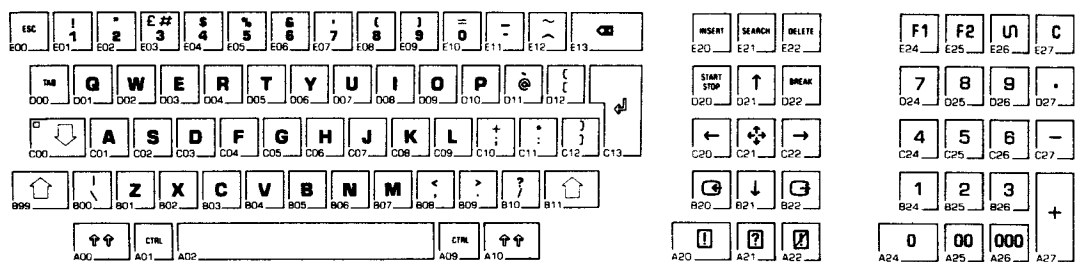 ESC ! 1 " 2 £ # 3 $ 4 % 5 & 6 ' 7 ( 8 ) 9 = 0 _ - ~ ^ ⌫ INSERT SEARCH DELETE F1 F2 C
E00 E01 E02 E03 E04 E05 E06 E07 E08 E09 E10 E11 E12 E13 E20 E21 E22 E24 E25 E26 E27
TAB Q W E R T Y U I O P @ { [ ↲ START STOP ↑ BREAK 7 8 9 .
D00 D01 D02 D03 D04 D05 D06 D07 D08 D09 D10 D11 D12 D20 D21 D22 D24 D25 D26 D27
A S D F G H J K L + ; * : } ] ← → 4 5 6 -
C00 C01 C02 C03 C04 C05 C06 C07 C08 C09 C10 C11 C12 C13 C20 C21 C22 C24 C25 C26 C27
⇧ | \ Z X C V B N M < , > . ? / ⇧ ↓ 1 2 3 +
B99 B00 B01 B02 B03 B04 B05 B06 B07 B08 B09 B10 B11 B20 B21 B22 B24 B25 B26
⇧⇧ CTRL CTRL ⇧⇧ ! ? 0 00 000
A00 A01 A02 A09 A10 A20 A21 A22 A24 A25 A26 A27